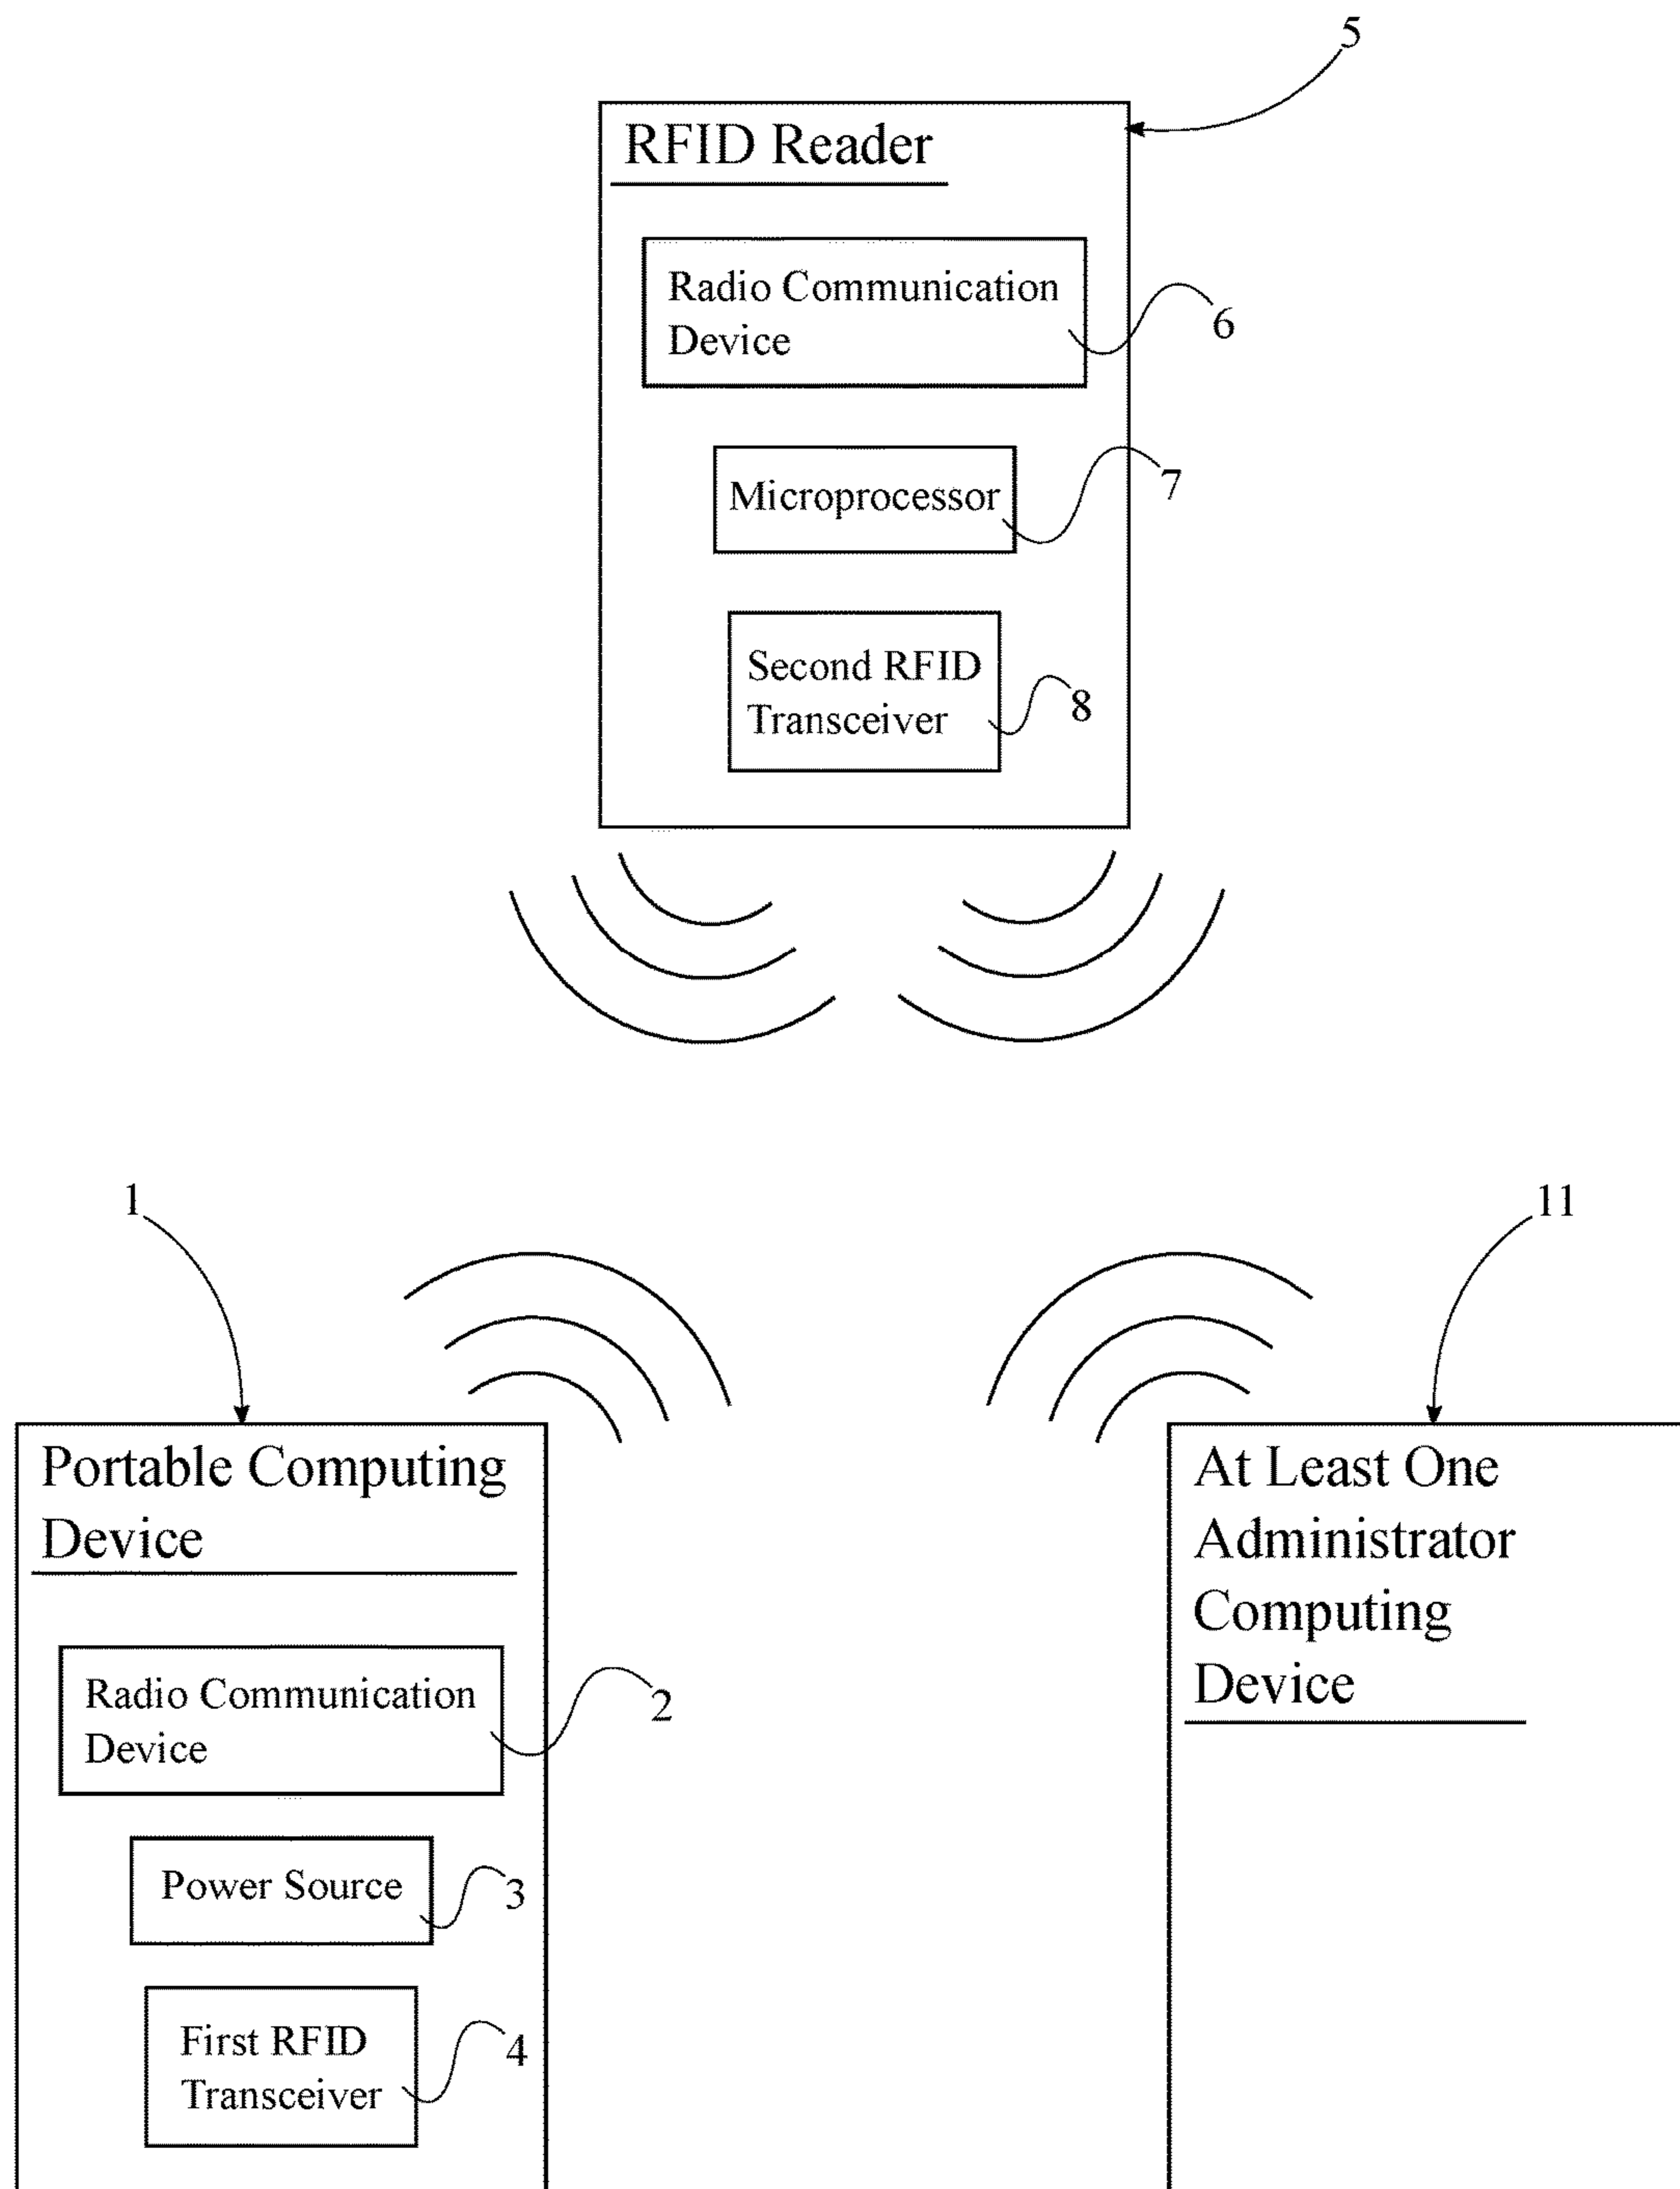 5
RFID Reader
Radio Communication
Device
6
Microprocessor
7
Second RFID
Transceiver
8
1
11
Portable Computing
Device
Radio Communication
Device
2
Power Source
3
First RFID
Transceiver
4
At Least One
Administrator
Computing
Device